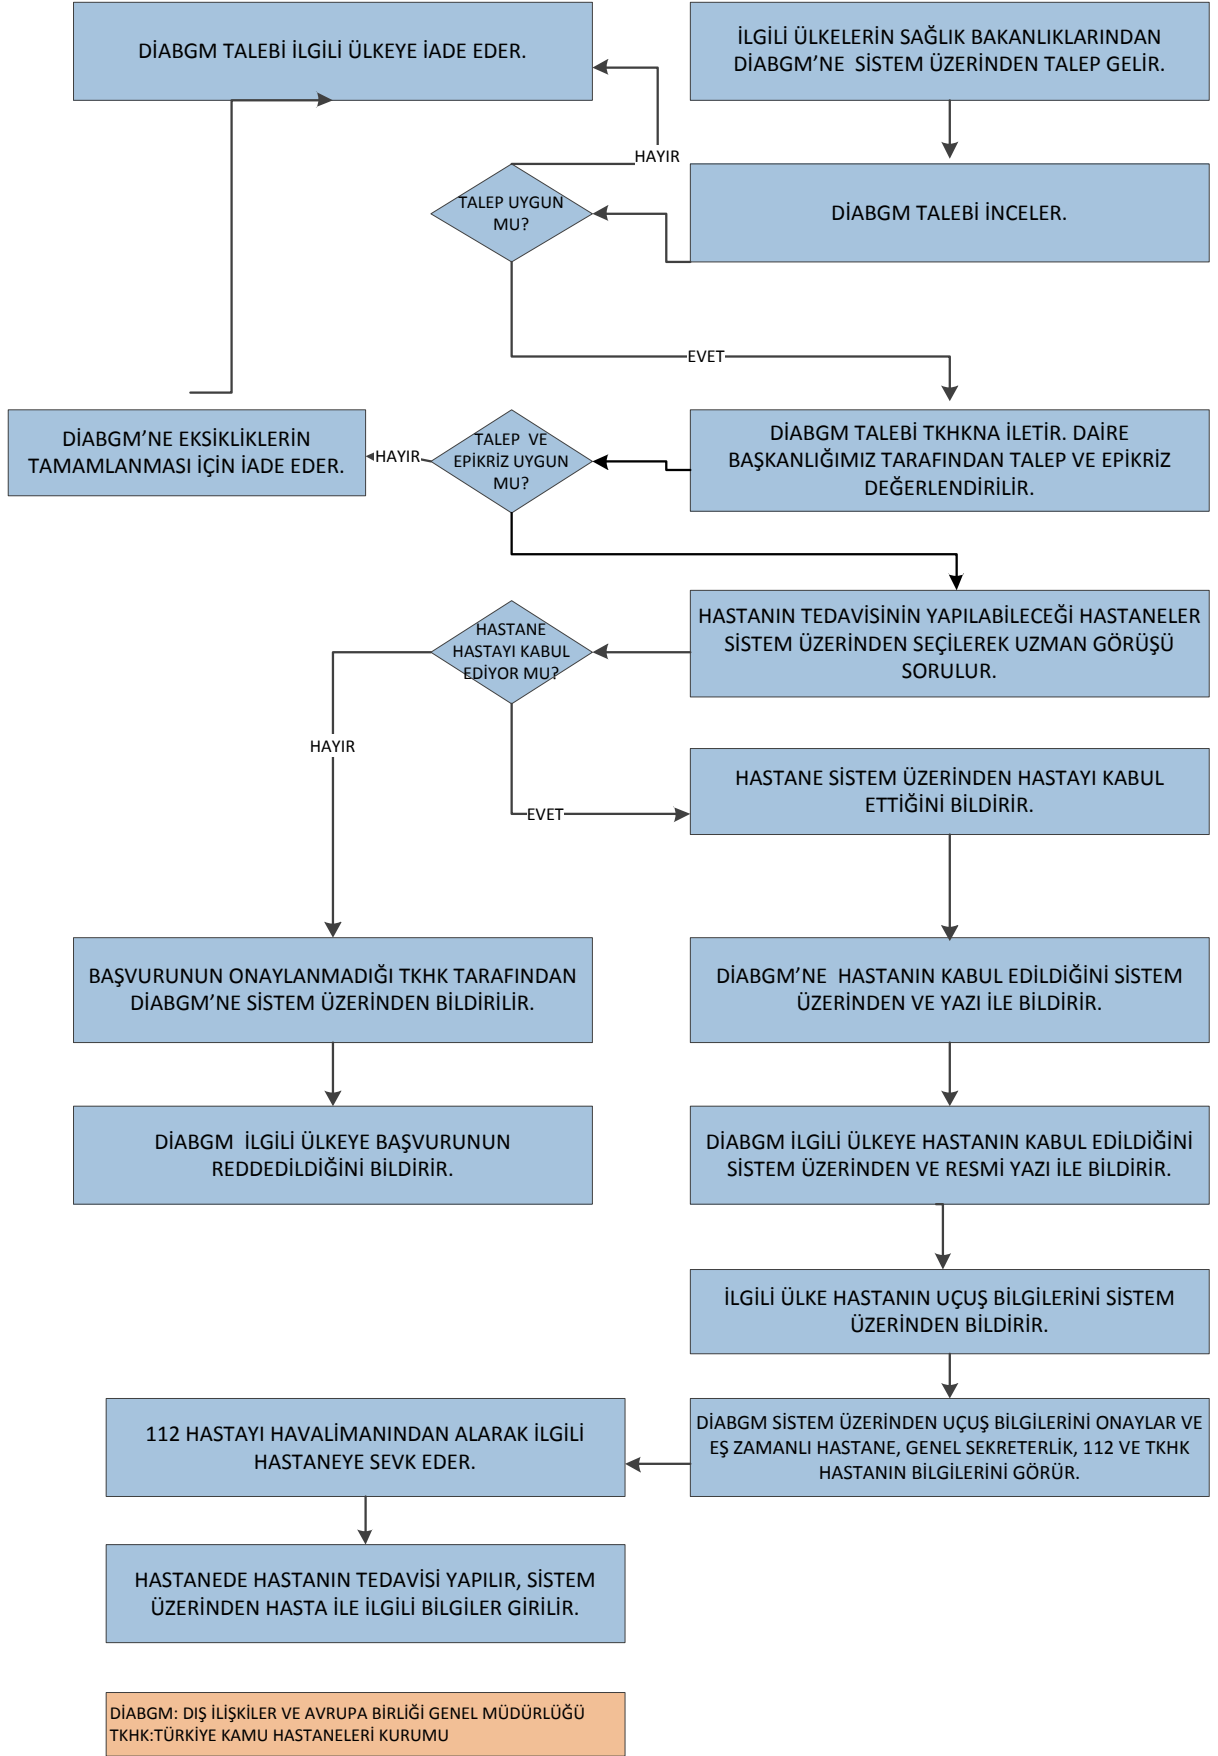 DİABGM TALEBİ İLGİLİ ÜLKEYE İADE EDER.
İLGİLİ ÜLKELERİN SAĞLIK BAKANLIKLARINDAN
DİABGM’NE SİSTEM ÜZERİNDEN TALEP GELİR.
HAYIR
TALEP UYGUN
MU?
DİABGM TALEBİ İNCELER.
EVET
DİABGM’NE EKSİKLİKLERİN
TAMAMLANMASI İÇİN İADE EDER.
HAYIR
TALEP VE
EPİKRİZ UYGUN
MU?
DİABGM TALEBİ TKHKNA İLETİR. DAİRE
BAŞKANLIĞIMIZ TARAFINDAN TALEP VE EPİKRİZ
DEĞERLENDİRİLİR.
HASTANE
HASTAYI KABUL
EDİYOR MU?
HASTANIN TEDAVİSİNİN YAPILABİLECEĞİ HASTANELER
SİSTEM ÜZERİNDEN SEÇİLEREK UZMAN GÖRÜŞÜ
SORULUR.
HAYIR
EVET
HASTANE SİSTEM ÜZERİNDEN HASTAYI KABUL
ETTİĞİNİ BİLDİRİR.
BAŞVURUNUN ONAYLANMADIĞI TKHK TARAFINDAN
DİABGM’NE SİSTEM ÜZERİNDEN BİLDİRİLİR.
DİABGM’NE HASTANIN KABUL EDİLDİĞİNİ SİSTEM
ÜZERİNDEN VE YAZI İLE BİLDİRİR.
DİABGM İLGİLİ ÜLKEYE BAŞVURUNUN
REDDEDİLDİĞİNİ BİLDİRİR.
DİABGM İLGİLİ ÜLKEYE HASTANIN KABUL EDİLDİĞİNİ
SİSTEM ÜZERİNDEN VE RESMİ YAZI İLE BİLDİRİR.
İLGİLİ ÜLKE HASTANIN UÇUŞ BİLGİLERİNİ SİSTEM
ÜZERİNDEN BİLDİRİR.
112 HASTAYI HAVALİMANINDAN ALARAK İLGİLİ
HASTANEYE SEVK EDER.
DİABGM SİSTEM ÜZERİNDEN UÇUŞ BİLGİLERİNİ ONAYLAR VE
EŞ ZAMANLI HASTANE, GENEL SEKRETERLİK, 112 VE TKHK
HASTANIN BİLGİLERİNİ GÖRÜR.
HASTANEDE HASTANIN TEDAVİSİ YAPILIR, SİSTEM
ÜZERİNDEN HASTA İLE İLGİLİ BİLGİLER GİRİLİR.
DİABGM: DIŞ İLİŞKİLER VE AVRUPA BİRLİĞİ GENEL MÜDÜRLÜĞÜ
TKHK:TÜRKİYE KAMU HASTANELERİ KURUMU